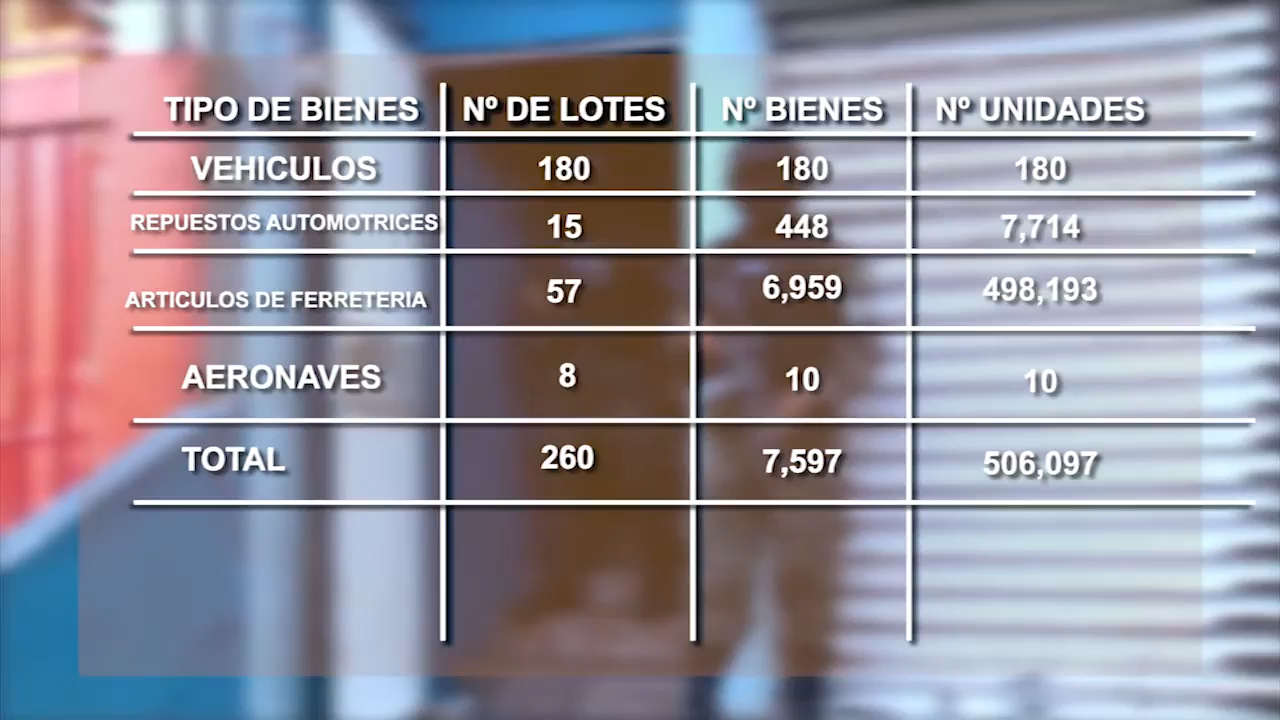 TIPO DE BIENES Nº DE LOTES Nº BIENES Nº UNIDADES
VEHICULOS 180 180 180
REPUESTOS AUTOMOTRICES 15 448 7,714
ARTICULOS DE FERRETERIA 57 6,959 498,193
AERONAVES 8 10 10
TOTAL 260 7,597 506,097